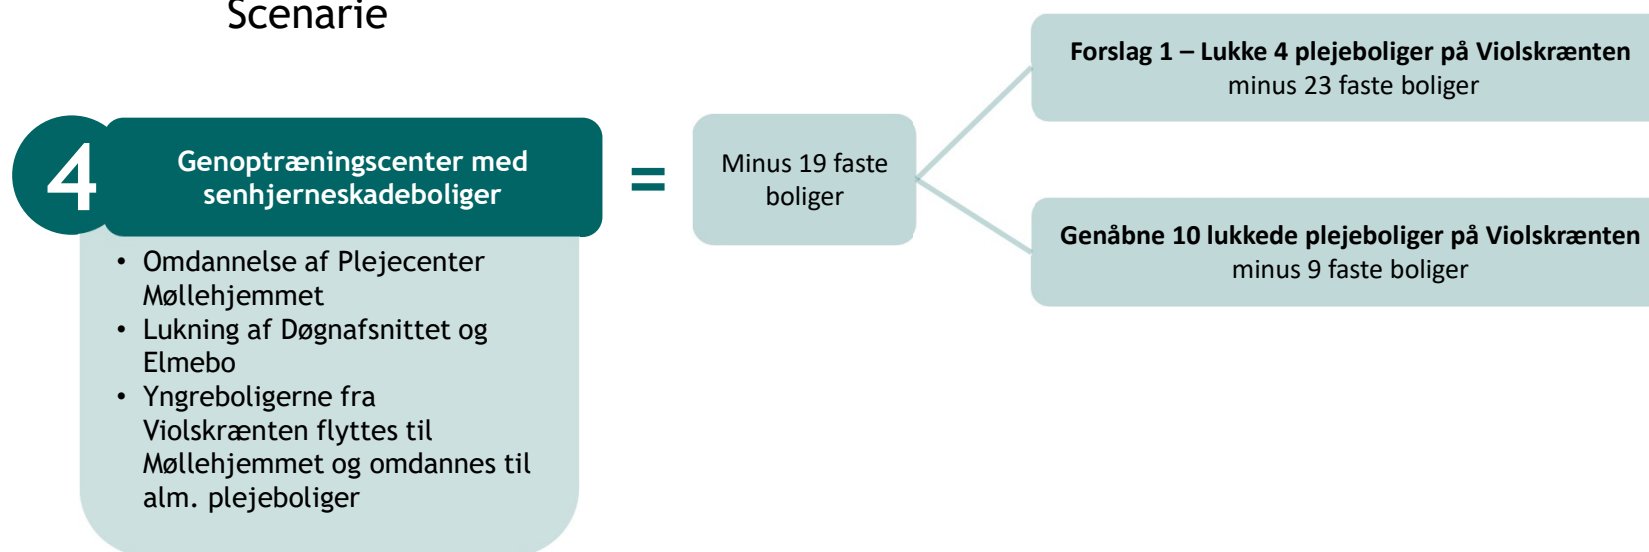 Scenarie
4
Genoptræningscenter med
senhjerneskadeboliger
• Omdannelse af Plejecenter
Møllehjemmet
• Lukning af Døgnafsnittet og
Elmebo
• Yngreboligerne fra
Violskrænten flyttes til
Møllehjemmet og omdannes til
alm. plejeboliger
=
Minus 19 faste
boliger
Forslag 1 – Lukke 4 plejeboliger på Violskrænten
minus 23 faste boliger
Genåbne 10 lukkede plejeboliger på Violskrænten
minus 9 faste boliger